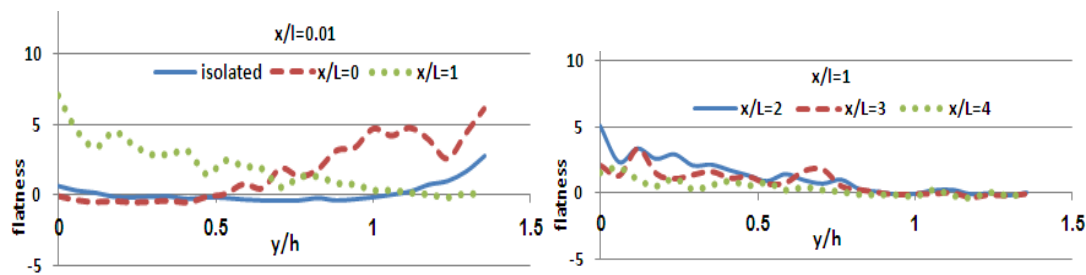 x/l=0.01
isolated x/L=0 x/L=1
flatness
10
5
0
-5
0 0.5 1 1.5
y/h
x/l=1
x/L=2 x/L=3 x/L=4
flatness
10
5
0
-5
0 0.5 1 1.5
y/h